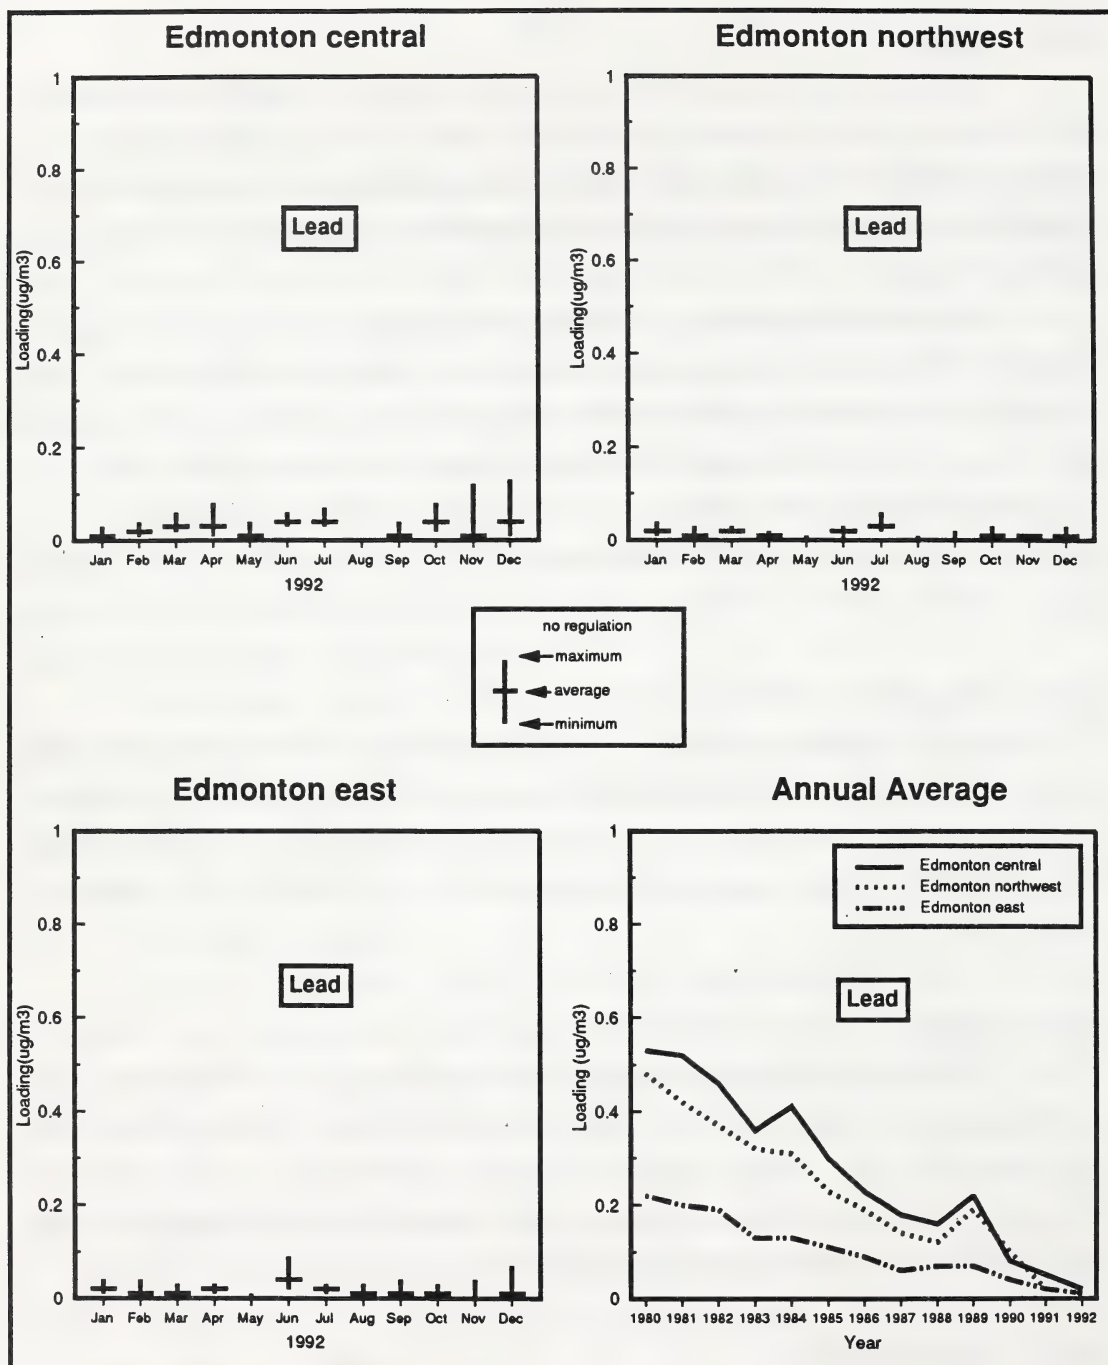 Edmonton central
Edmonton northwest
1
0.8
0.6
0.4
0.2
0
Loading(ug/m3)
Lead
Jan Feb Mar Apr May Jun Jul Aug Sep Oct Nov Dec
1992
1
0.8
0.6
0.4
0.2
0
Loading(ug/m3)
Lead
Jan Feb Mar Apr May Jun Jul Aug Sep Oct Nov Dec
1992
no regulation
maximum
average
minimum
Edmonton east
Annual Average
1
0.8
0.6
0.4
0.2
0
Loading(ug/m3)
Lead
Jan Feb Mar Apr May Jun Jul Aug Sep Oct Nov Dec
1992
1
0.8
0.6
0.4
0.2
0
Loading (ug/m3)
Edmonton central
Edmonton northwest
Edmonton east
Lead
1980 1981 1982 1983 1984 1985 1986 1987 1988 1989 1990 1991 1992
Year